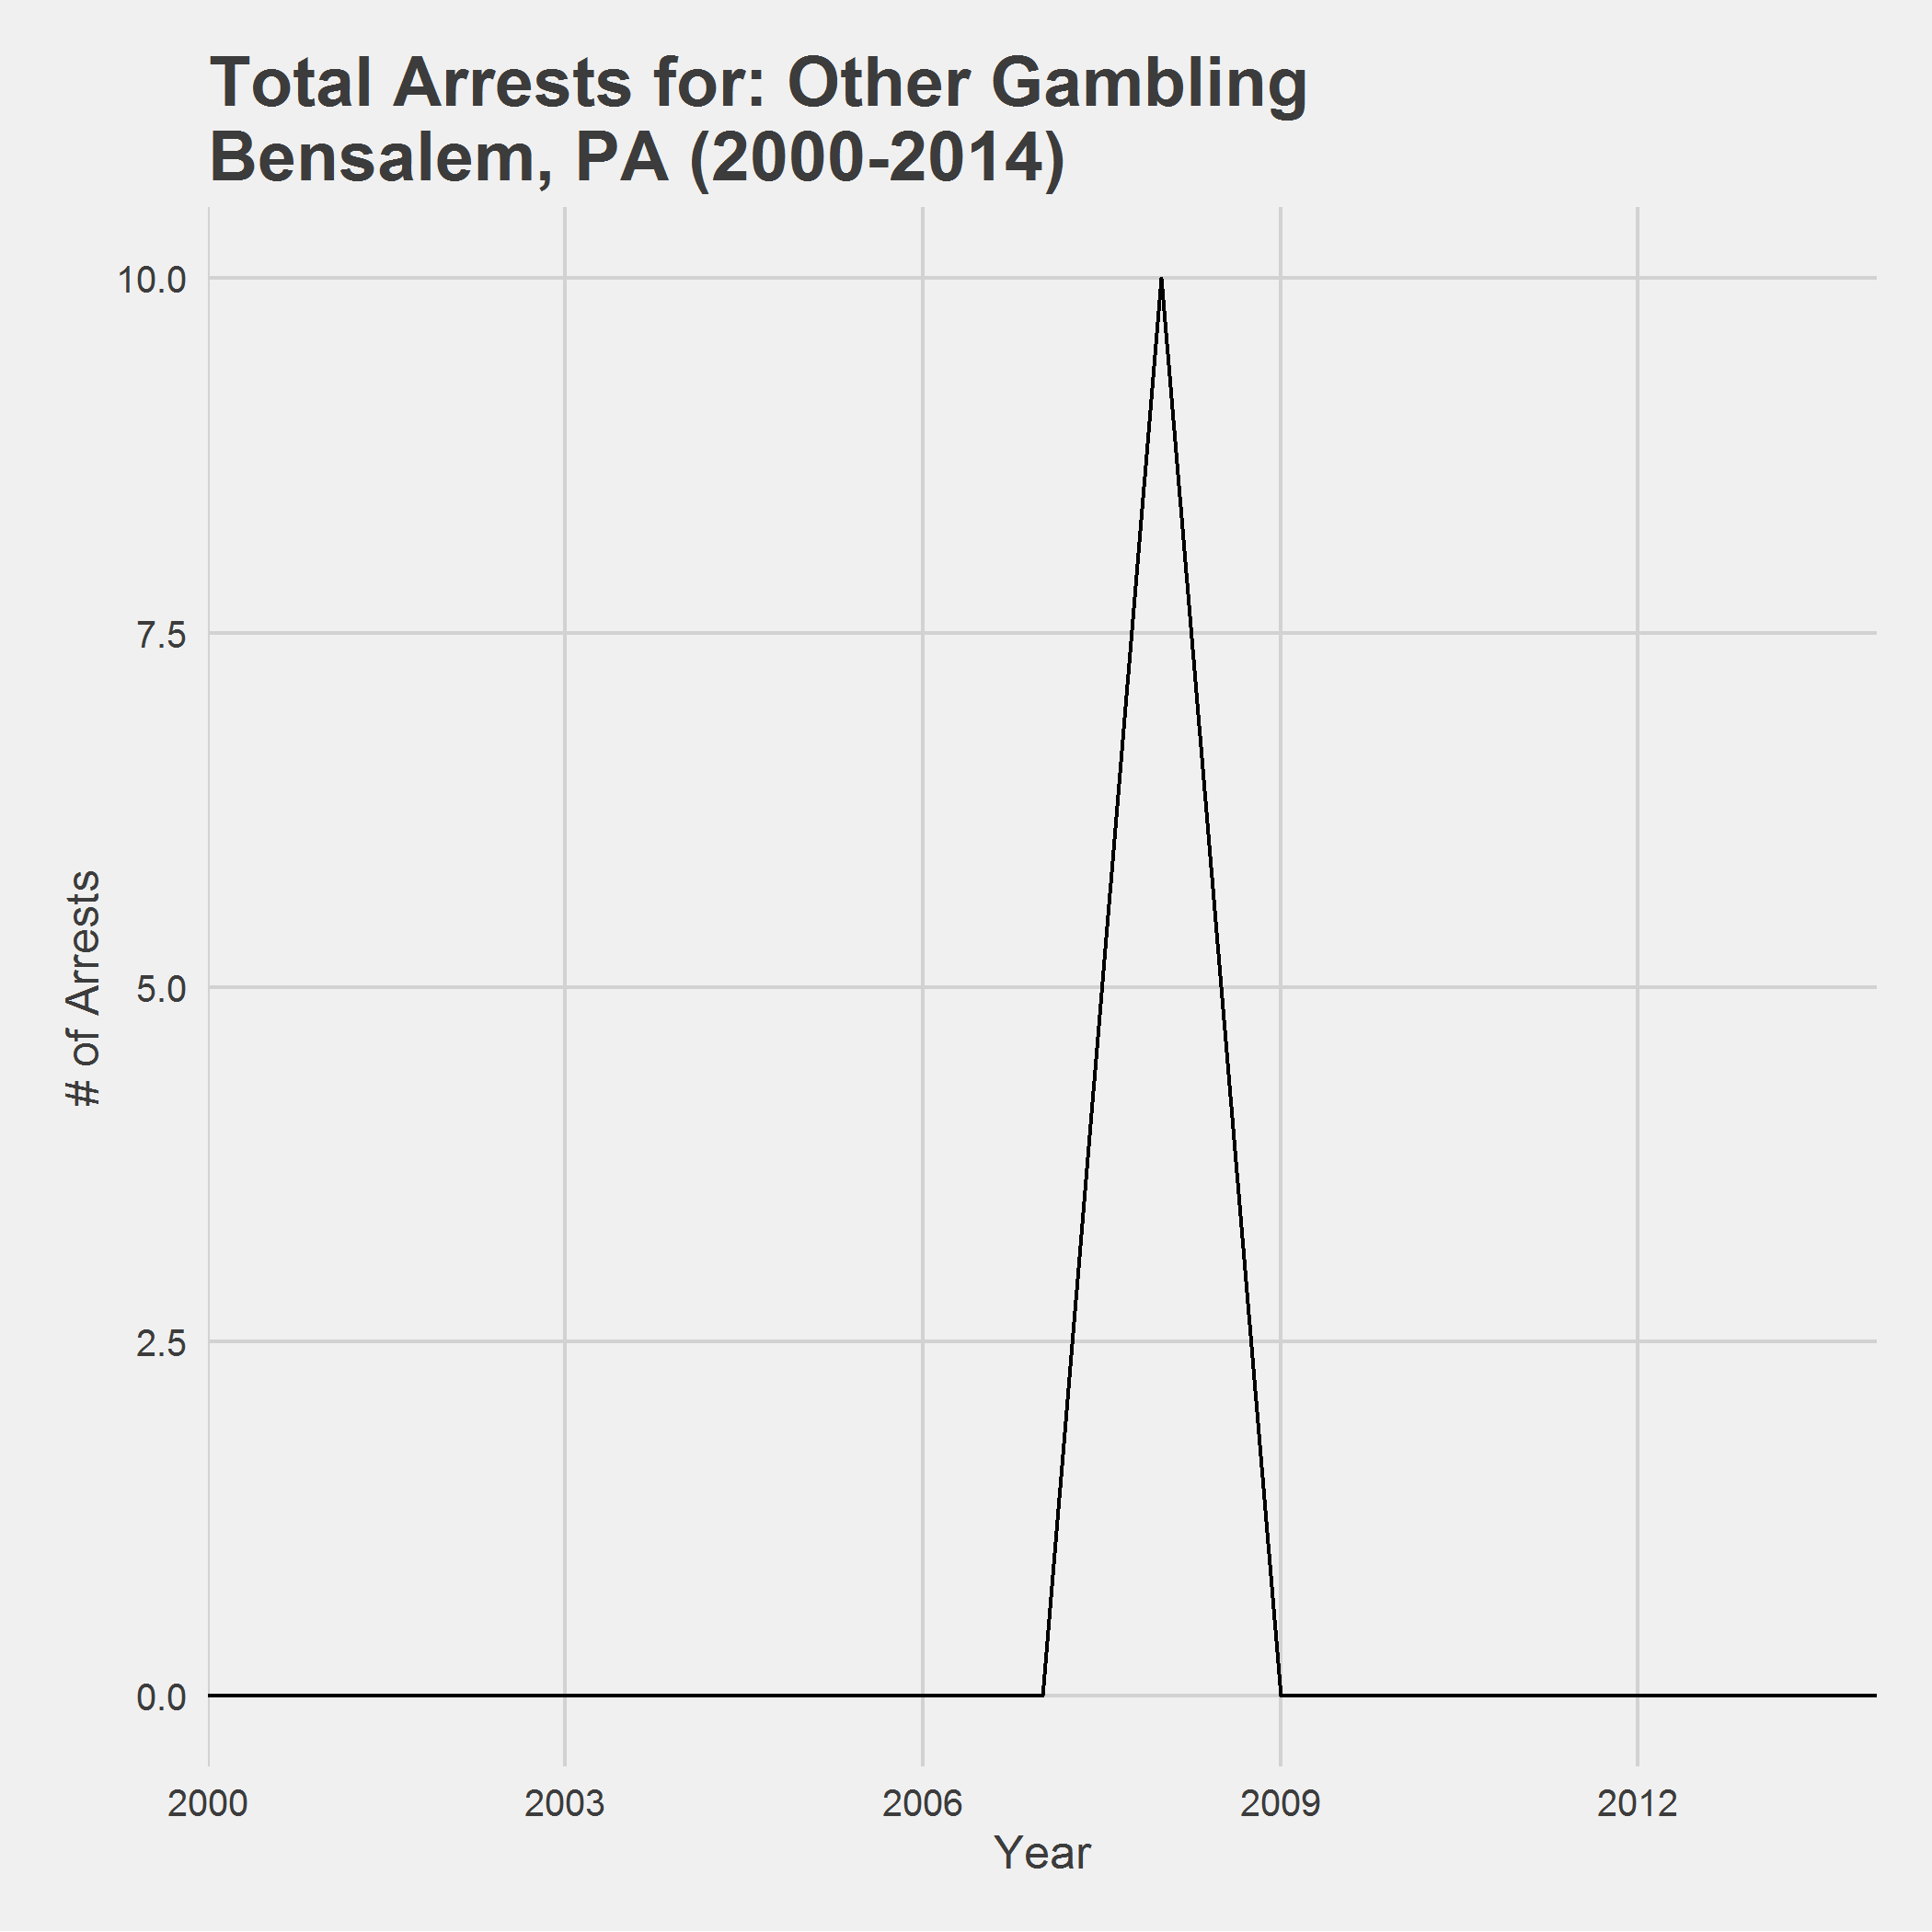 Total Arrests for: Other Gambling
Bensalem, PA (2000-2014)
10.0
7.5
5.0
2.5
0.0
# of Arrests
2000 2003 2006 2009 2012
Year